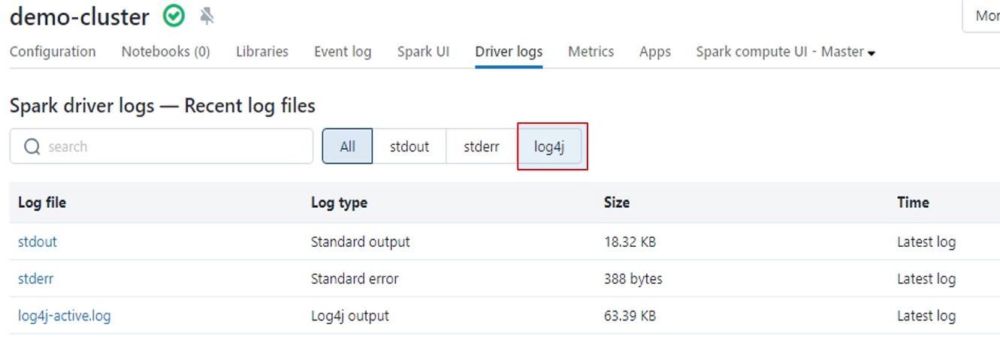 demo-cluster
Mor
Configuration Notebooks (0) Libraries Event log Spark UI Driver logs Metrics Apps Spark compute UI - Master
Spark driver logs — Recent log files
search All stdout stderr log4j
Log file Log type Size Time
stdout Standard output 18.32 KB Latest log
stderr Standard error 388 bytes Latest log
log4j-active.log Log4j output 63.39 KB Latest log